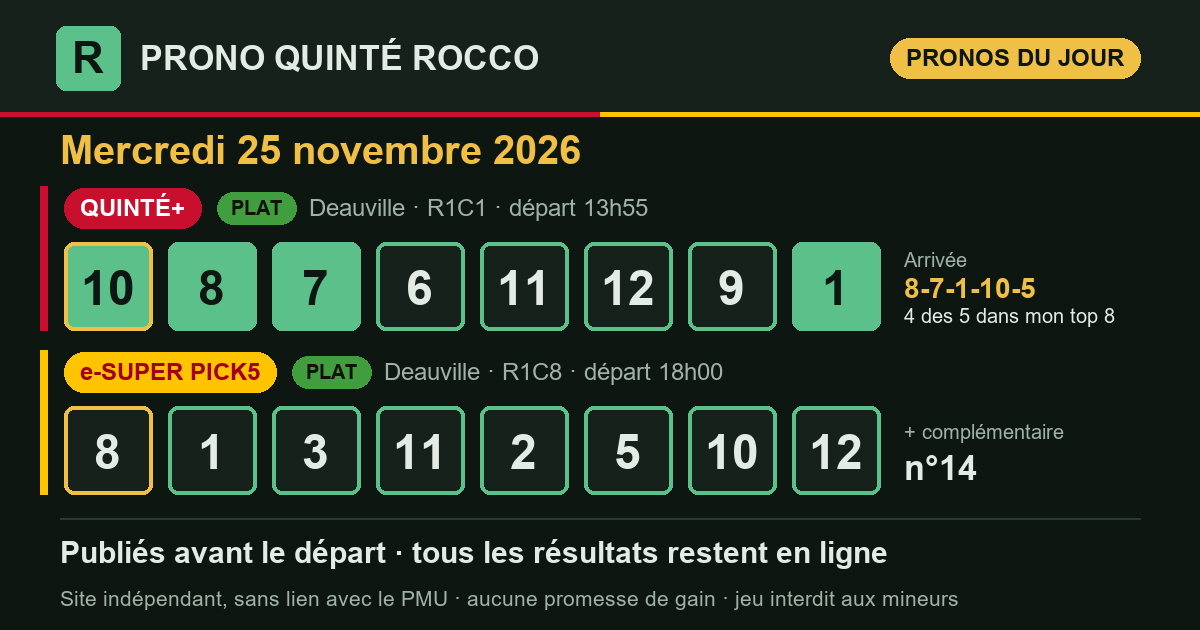 R PRONO QUINTÉ ROCCO PRONOS DU JOUR
Mercredi 25 novembre 2026
QUINTÉ+ PLAT Deauville · R1C1 · départ 13h55
10 8 7 6 11 12 9 1
Arrivée
8-7-1-10-5
4 des 5 dans mon top 8
e-SUPER PICK5 PLAT Deauville · R1C8 · départ 18h00
8 1 3 11 2 5 10 12
+ complémentaire
n°14
Publiés avant le départ · tous les résultats restent en ligne
Site indépendant, sans lien avec le PMU · aucune promesse de gain · jeu interdit aux mineurs